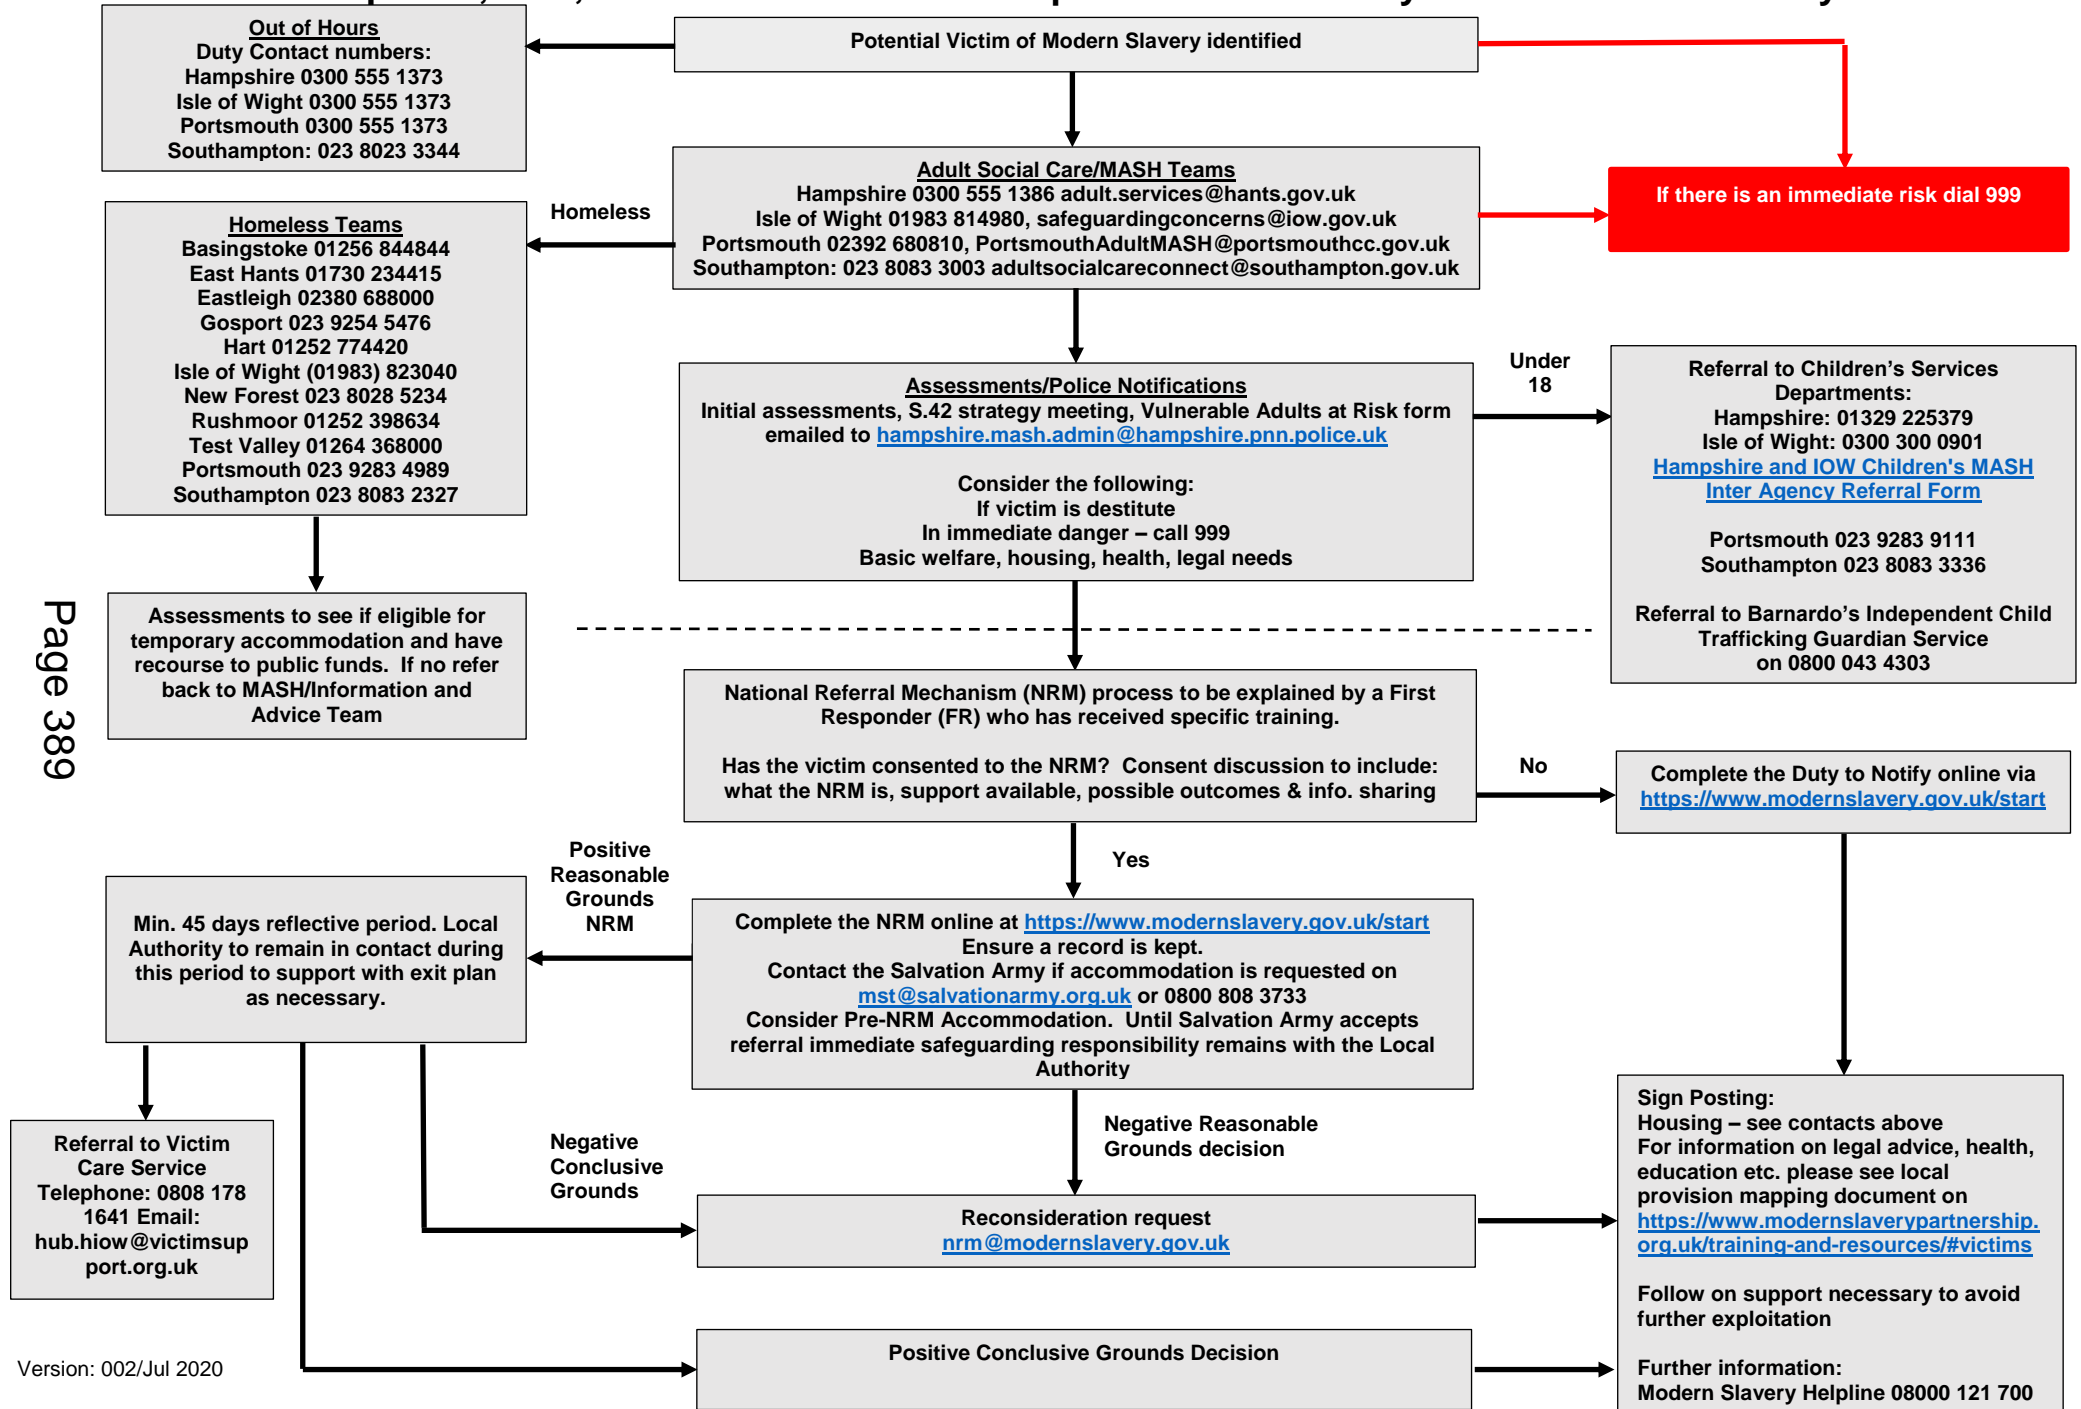 Out of Hours
Duty Contact numbers:
Hampshire 0300 555 1373
Isle of Wight 0300 555 1373
Portsmouth 0300 555 1373
Southampton: 023 8023 3344
Potential Victim of Modern Slavery identified
Adult Social Care/MASH Teams
Hampshire 0300 555 1386 adult.services@hants.gov.uk
Isle of Wight 01983 814980, safeguardingconcerns@iow.gov.uk
Portsmouth 02392 680810, PortsmouthAdultMASH@portsmouthcc.gov.uk
Southampton: 023 8083 3003 adultsocialcareconnect@southampton.gov.uk
If there is an immediate risk dial 999
Homeless
Homeless Teams
Basingstoke 01256 844844
East Hants 01730 234415
Eastleigh 02380 688000
Gosport 023 9254 5476
Hart 01252 774420
Isle of Wight (01983) 823040
New Forest 023 8028 5234
Rushmoor 01252 398634
Test Valley 01264 368000
Portsmouth 023 9283 4989
Southampton 023 8083 2327
Assessments/Police Notifications
Initial assessments, S.42 strategy meeting, Vulnerable Adults at Risk form
emailed to hampshire.mash.admin@hampshire.pnn.police.uk
Consider the following:
If victim is destitute
In immediate danger – call 999
Basic welfare, housing, health, legal needs
Under
18
Referral to Children's Services
Departments:
Hampshire: 01329 225379
Isle of Wight: 0300 300 0901
Hampshire and IOW Children's MASH
Inter Agency Referral Form
Portsmouth 023 9283 9111
Southampton 023 8083 3336
Referral to Barnardo's Independent Child
Trafficking Guardian Service
on 0800 043 4303
Page 389
Assessments to see if eligible for
temporary accommodation and have
recourse to public funds.  If no refer
back to MASH/Information and
Advice Team
National Referral Mechanism (NRM) process to be explained by a First
Responder (FR) who has received specific training.
Has the victim consented to the NRM?  Consent discussion to include:
what the NRM is, support available, possible outcomes & info. sharing
No
Complete the Duty to Notify online via
https://www.modernslavery.gov.uk/start
Yes
Positive
Reasonable
Grounds
NRM
Min. 45 days reflective period. Local
Authority to remain in contact during
this period to support with exit plan
as necessary.
Complete the NRM online at https://www.modernslavery.gov.uk/start
Ensure a record is kept.
Contact the Salvation Army if accommodation is requested on
mst@salvationarmy.org.uk or 0800 808 3733
Consider Pre-NRM Accommodation.  Until Salvation Army accepts
referral immediate safeguarding responsibility remains with the Local
Authority
Referral to Victim
Care Service
Telephone: 0808 178
1641 Email:
hub.hiow@victimsup
port.org.uk
Negative
Conclusive
Grounds
Negative Reasonable
Grounds decision
Reconsideration request
nrm@modernslavery.gov.uk
Sign Posting:
Housing – see contacts above
For information on legal advice, health,
education etc. please see local
provision mapping document on
https://www.modernslaverypartnership.
org.uk/training-and-resources/#victims
Follow on support necessary to avoid
further exploitation
Further information:
Modern Slavery Helpline 08000 121 700
Positive Conclusive Grounds Decision
Version: 002/Jul 2020